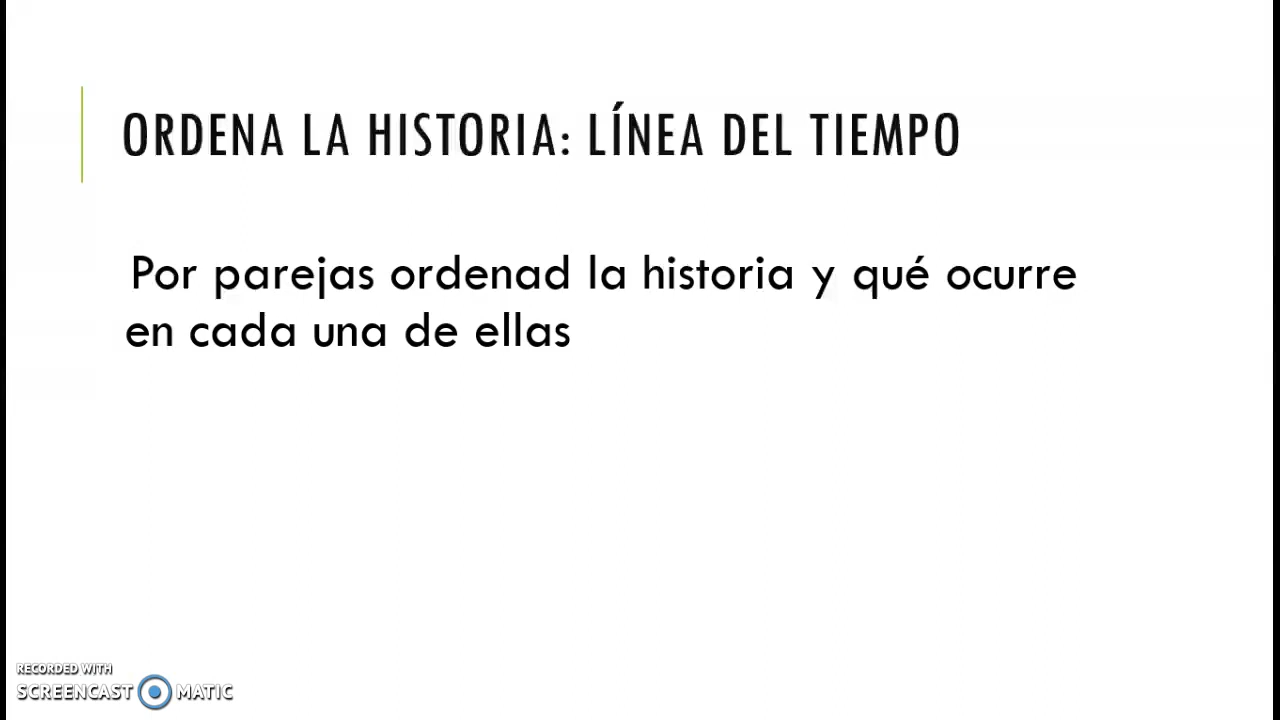 ORDENA LA HISTORIA: LÍNEA DEL TIEMPO
Por parejas ordenad la historia y qué ocurre
en cada una de ellas
RECORDED WITH
SCREENCAST MATIC